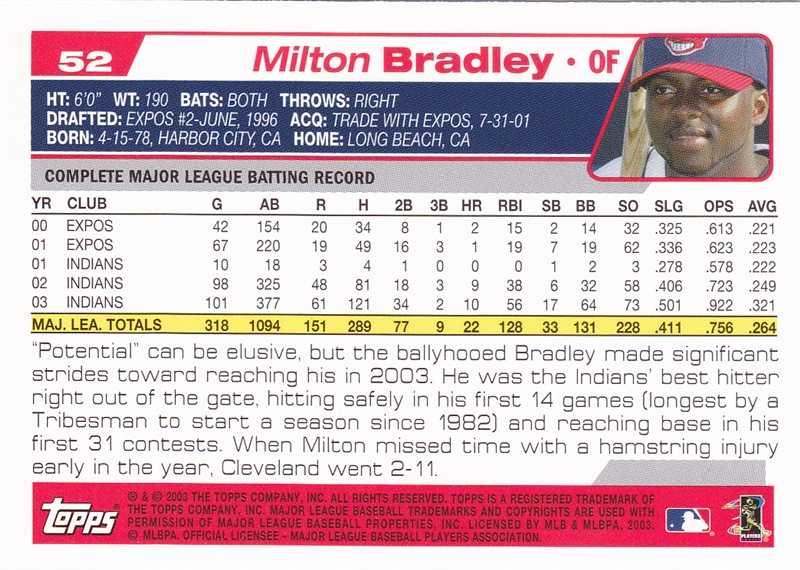 52
Milton Bradley • OF
HT: 6'0" WT: 190 BATS: BOTH THROWS: RIGHT
DRAFTED: EXPOS #2-JUNE, 1996 ACQ: TRADE WITH EXPOS, 7-31-01
BORN: 4-15-78, HARBOR CITY, CA HOME: LONG BEACH, CA
COMPLETE MAJOR LEAGUE BATTING RECORD
YR CLUB G AB R H 2B 3B HR RBI SB BB SO SLG OPS AVG
00 EXPOS 42 154 20 34 8 1 2 15 2 14 32 .325 .613 .221
01 EXPOS 67 220 19 49 16 3 1 19 7 19 62 .336 .623 .223
01 INDIANS 10 18 3 4 1 0 0 0 1 2 3 .278 .578 .222
02 INDIANS 98 325 48 81 18 3 9 38 6 32 58 .406 .723 .249
03 INDIANS 101 377 61 121 34 2 10 56 17 64 73 .501 .922 .321
MAJ. LEA. TOTALS 318 1094 151 289 77 9 22 128 33 131 228 .411 .756 .264
"Potential" can be elusive, but the ballyhooed Bradley made significant
strides toward reaching his in 2003. He was the Indians' best hitter
right out of the gate, hitting safely in his first 14 games (longest by a
Tribesman to start a season since 1982) and reaching base in his
first 31 contests. When Milton missed time with a hamstring injury
early in the year, Cleveland went 2-11.
topps
® & © 2003 THE TOPPS COMPANY, INC. ALL RIGHTS RESERVED. TOPPS IS A REGISTERED TRADEMARK OF
THE TOPPS COMPANY, INC. MAJOR LEAGUE BASEBALL TRADEMARKS AND COPYRIGHTS ARE USED WITH
PERMISSION OF MAJOR LEAGUE BASEBALL PROPERTIES, INC. LICENSED BY MLB & MLBPA, 2003.
© MLBPA. OFFICIAL LICENSEE – MAJOR LEAGUE BASEBALL PLAYERS ASSOCIATION.
PLAYERS